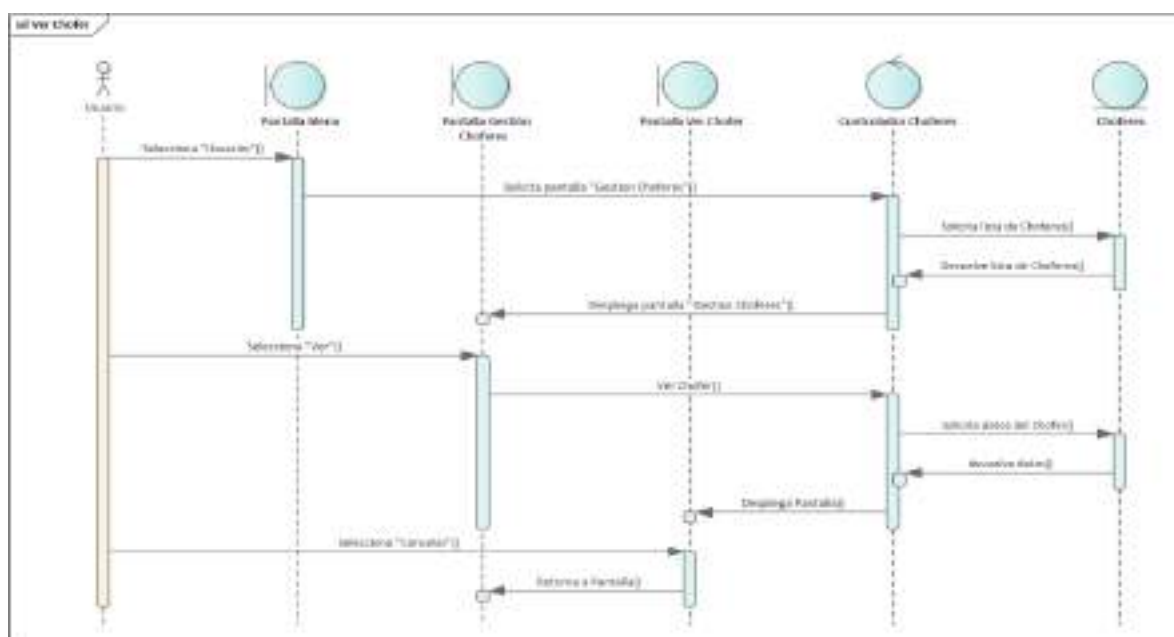 sd Ver Chofer
Usuario
Pantalla Menu
Pantalla Gestión
Choferes
Pantalla Ver Chofer
Controlador Choferes
Choferes
Selecciona "Usuario"()
Solicita pantalla "Gestion Choferes"()
Solicita lista de Choferes()
Devuelve lista de Choferes()
Despliega pantalla "Gestion Choferes"()
Selecciona "Ver"()
Ver Chofer()
Solicita datos del Chofer()
devuelve datos()
Despliega Pantalla()
Selecciona "Cancelar"()
Retorna a Pantalla()